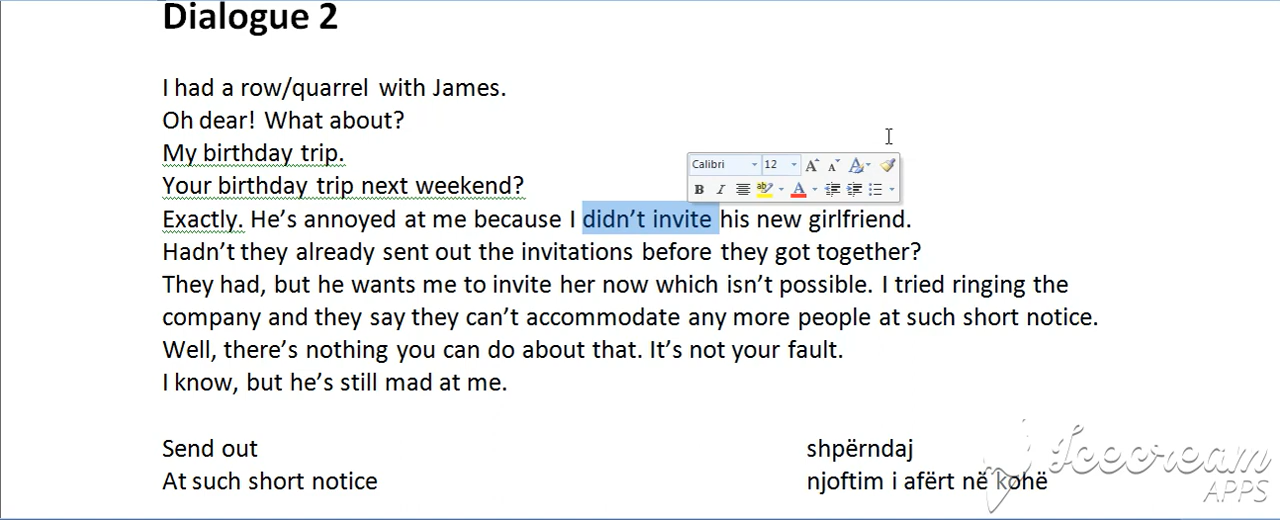 Dialogue 2
I had a row/quarrel with James.
Oh dear! What about?
My birthday trip.
Your birthday trip next weekend?
Calibri 12
B I
Exactly. He's annoyed at me because I didn't invite his new girlfriend.
Hadn't they already sent out the invitations before they got together?
They had, but he wants me to invite her now which isn't possible. I tried ringing the
company and they say they can't accommodate any more people at such short notice.
Well, there's nothing you can do about that. It's not your fault.
I know, but he's still mad at me.
Send out shpërndaj
At such short notice njoftim i afërt në kohë
Icecream
APPS